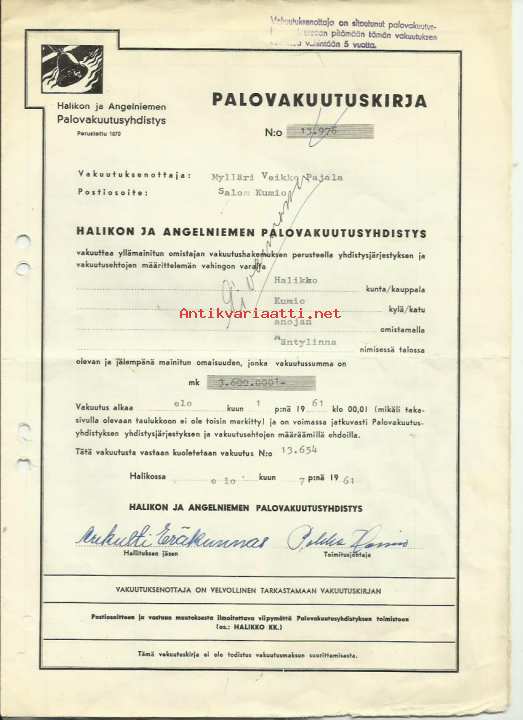 Vakuutuksenottaja on sitoutunut palovakuutus-
pitämään tämän vakuutuksen
vähintään 5 vuotta.
Halikon ja Angelniemen
Palovakuutusyhdistys
Perustettu 1870
PALOVAKUUTUSKIRJA
N:o 13.976
Vakuutuksenottaja: Mylläri Veikko Pajala
Postiosoite: Salom Kumio
HALIKON JA ANGELNIEMEN PALOVAKUUTUSYHDISTYS
vakuuttaa yllämainitun omistajan vakuutushakemuksen perusteella yhdistysjärjestyksen ja
vakuutusehtojen määrittelemän vahingon varalta
Halikko kunta/kauppala
Kumio kylä/katu
Antikvariaatti.net
anojan omistamalla
Mäntylinna nimisessä talossa
olevan ja jälempänä mainitun omaisuuden, jonka vakuutussumma on
mk 3.600.000:-
Vakuutus alkaa elo kuun 1 p:nä 19 61 klo 00,01 (mikäli taka-
sivulla olevaan taulukkoon ei ole toisin merkitty) ja on voimassa jatkuvasti Palovakuutus-
yhdistyksen yhdistysjärjestyksen ja vakuutusehtojen määräämillä ehdoilla.
Tätä vakuutusta vastaan kuoletetaan vakuutus N:o 13.654
Halikossa elo kuun 7 p:nä 19 61
HALIKON JA ANGELNIEMEN PALOVAKUUTUSYHDISTYS
Hallituksen jäsen
Toimitusjohtaja
VAKUUTUKSENOTTAJA ON VELVOLLINEN TARKASTAMAAN VAKUUTUSKIRJAN
Postiosoitteen ja vastuun muutoksesta ilmoitettava viipymättä Palovakuutusyhdistyksen toimistoon
(os.: HALIKKO KK.)
Tämä vakuutuskirja ei ole todistus vakuutusmaksun suorittamisesta.